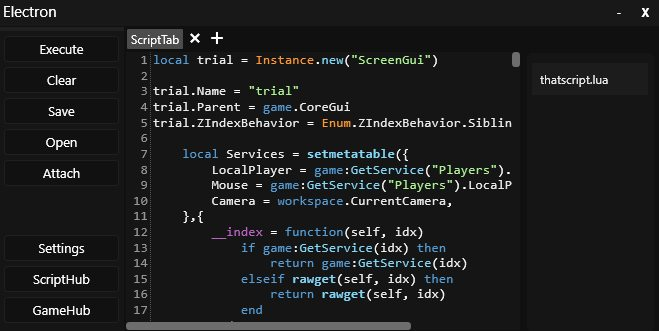 Electron - X
Execute
Clear
Save
Open
Attach
Settings
ScriptHub
GameHub
ScriptTab × +
1 local trial = Instance.new("ScreenGui")
2
3 trial.Name = "trial"
4 trial.Parent = game.CoreGui
5 trial.ZIndexBehavior = Enum.ZIndexBehavior.Siblin
6
7 local Services = setmetatable({
8 LocalPlayer = game:GetService("Players").
9 Mouse = game:GetService("Players").LocalP
10 Camera = workspace.CurrentCamera,
11 },{
12 __index = function(self, idx)
13 if game:GetService(idx) then
14 return game:GetService(idx)
15 elseif rawget(self, idx) then
16 return rawget(self, idx)
17 end
thatscript.lua